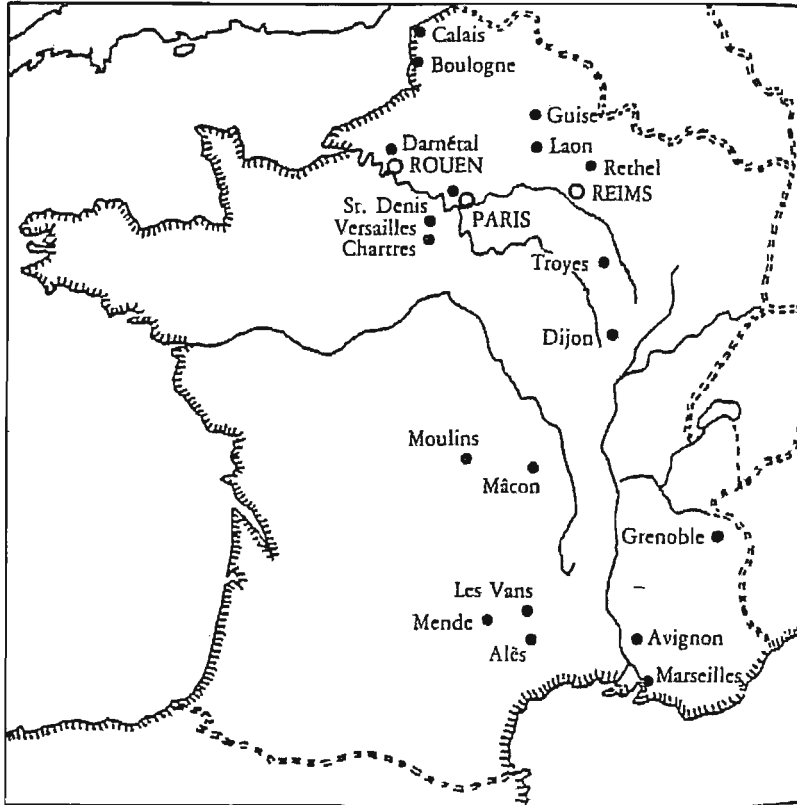 Calais
Boulogne
Guise
Darnétal
Laon
ROUEN
Rethel
REIMS
St. Denis
PARIS
Versailles
Chartres
Troyes
Dijon
Moulins
Mâcon
Grenoble
Les Vans
Mende
Avignon
Alès
Marseilles